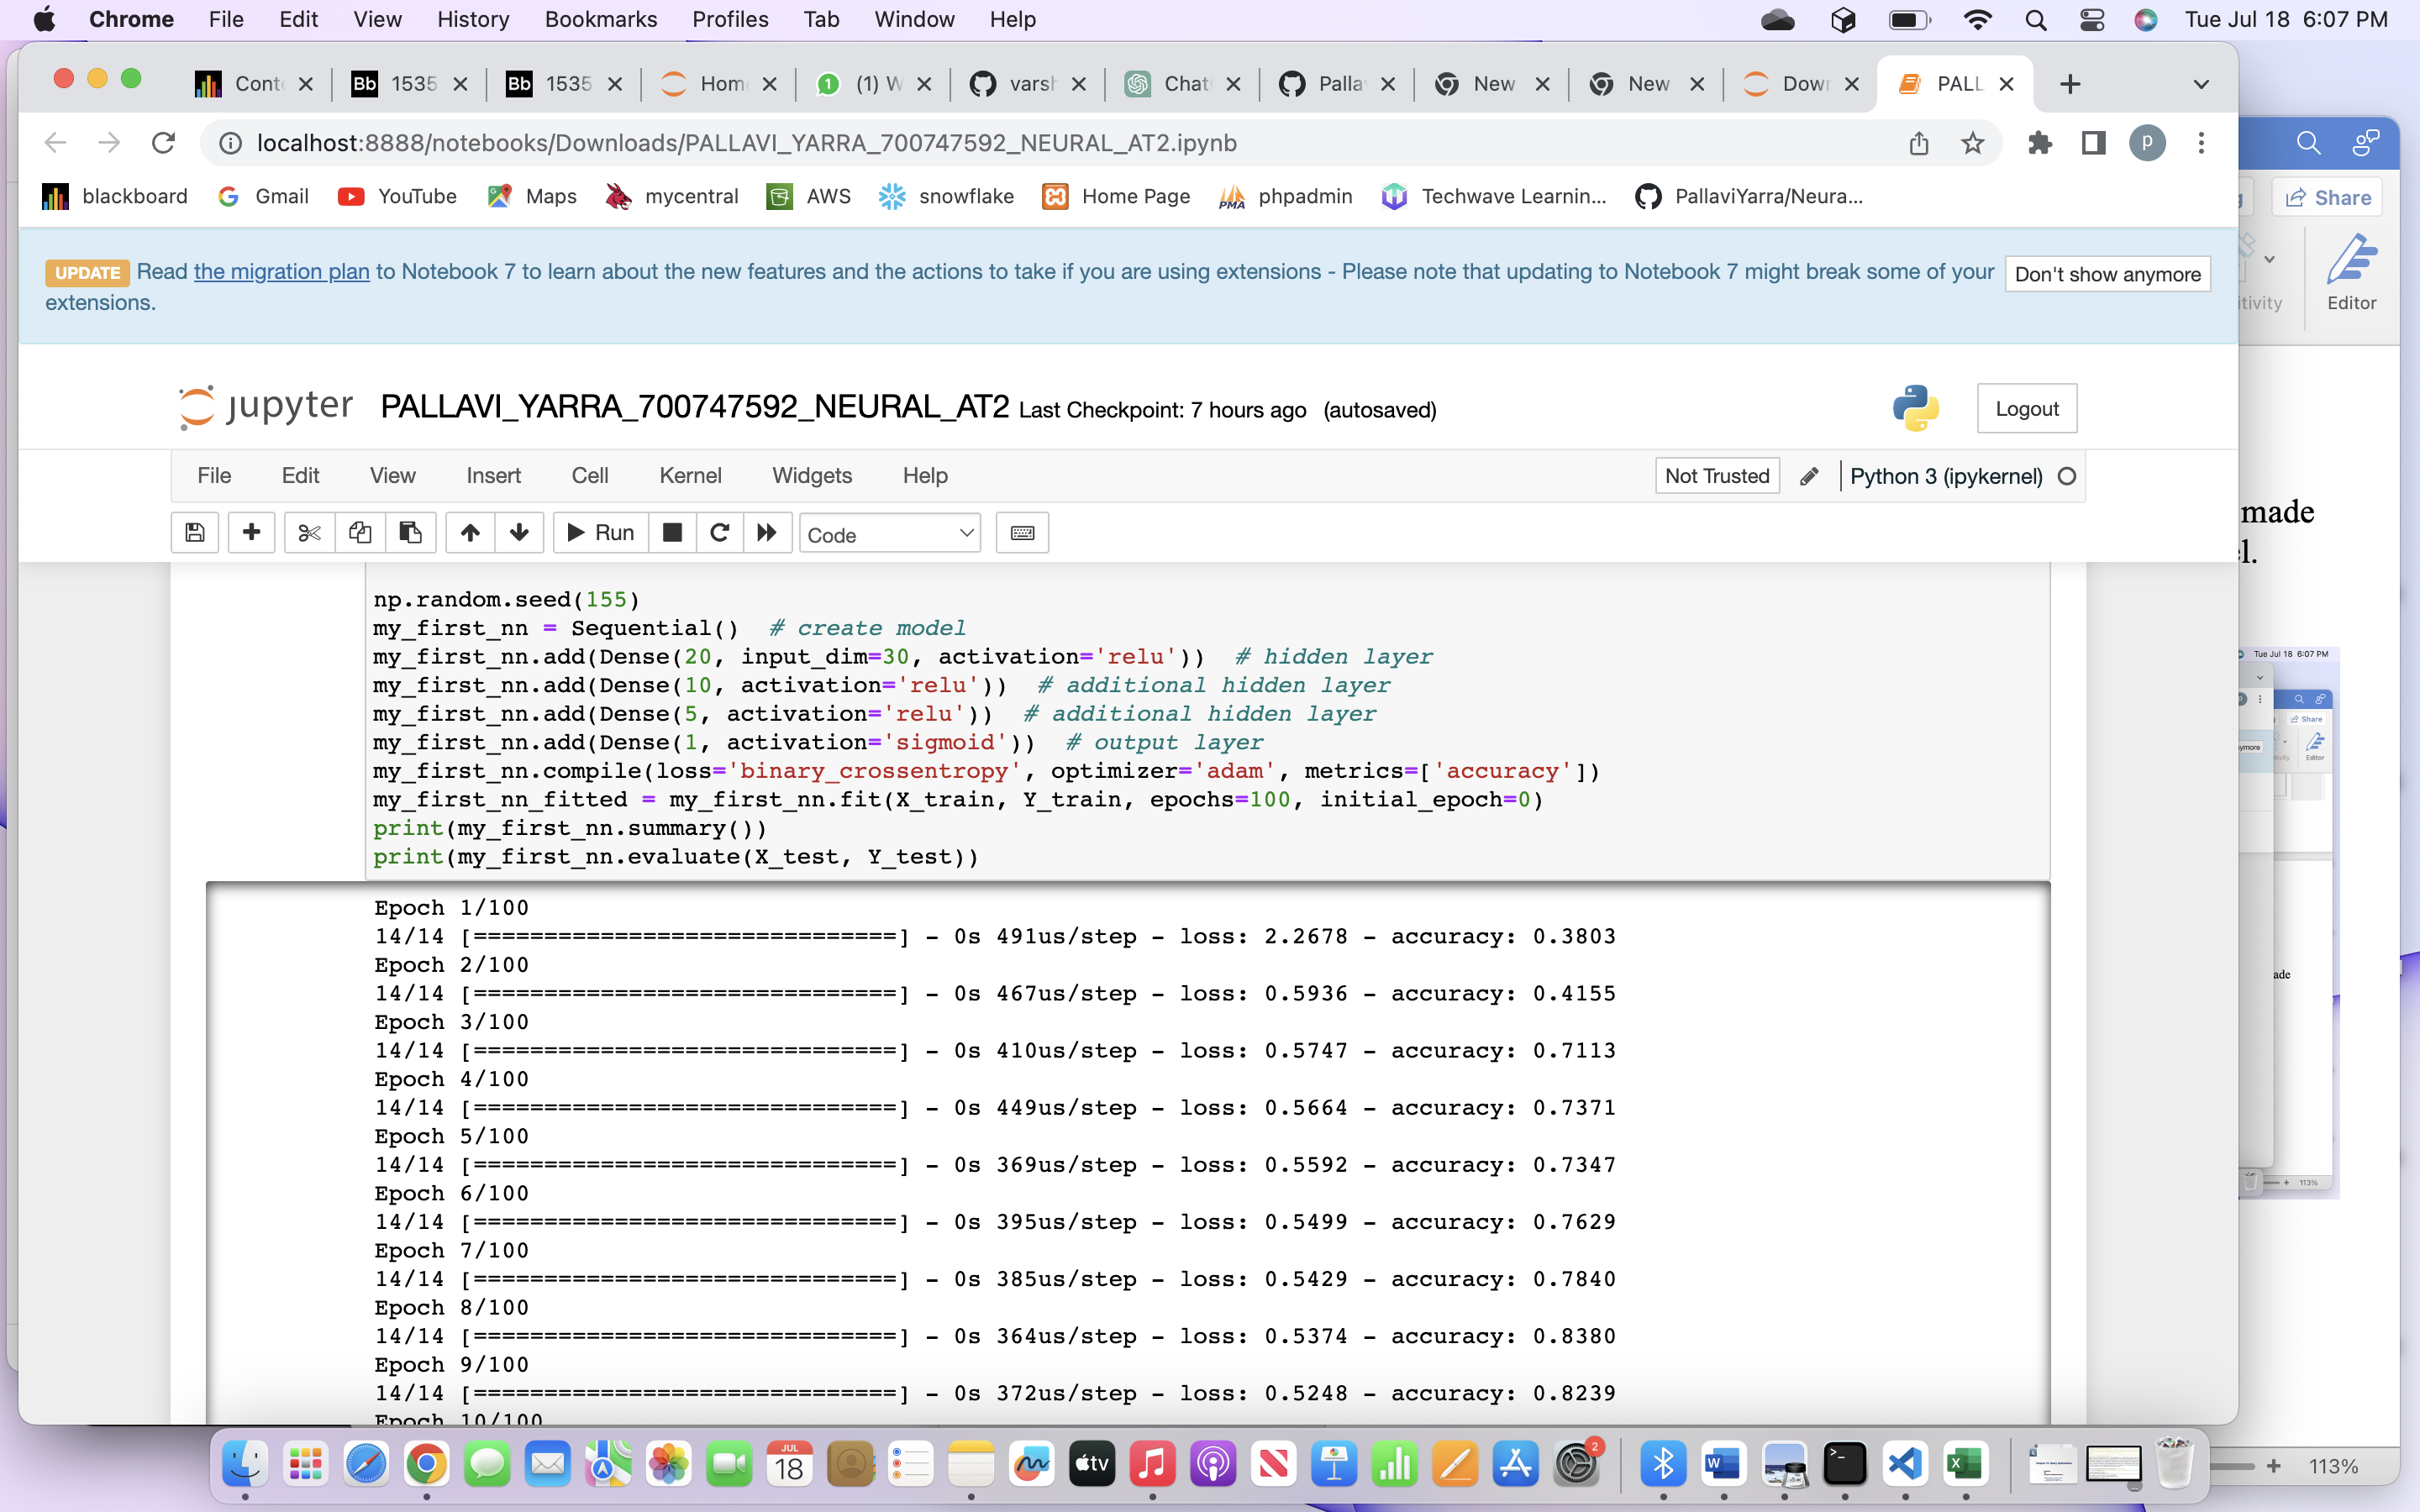 Chrome File Edit View History Bookmarks Profiles Tab Window Help Tue Jul 18 6:07 PM
Cont Bb 1535 Bb 1535 Hom (1) W varsh Chat Palla New New Down PALL
localhost:8888/notebooks/Downloads/PALLAVI_YARRA_700747592_NEURAL_AT2.ipynb p
blackboard Gmail YouTube Maps mycentral AWS snowflake Home Page phpadmin Techwave Learnin... PallaviYarra/Neura...
Share
UPDATE Read the migration plan to Notebook 7 to learn about the new features and the actions to take if you are using extensions - Please note that updating to Notebook 7 might break some of your
extensions.
Don't show anymore
Editor
jupyter PALLAVI_YARRA_700747592_NEURAL_AT2 Last Checkpoint: 7 hours ago (autosaved) Logout
File Edit View Insert Cell Kernel Widgets Help Not Trusted Python 3 (ipykernel)
Run Code
made
np.random.seed(155)
my_first_nn = Sequential() # create model
my_first_nn.add(Dense(20, input_dim=30, activation='relu')) # hidden layer
my_first_nn.add(Dense(10, activation='relu')) # additional hidden layer
my_first_nn.add(Dense(5, activation='relu')) # additional hidden layer
my_first_nn.add(Dense(1, activation='sigmoid')) # output layer
my_first_nn.compile(loss='binary_crossentropy', optimizer='adam', metrics=['accuracy'])
my_first_nn_fitted = my_first_nn.fit(X_train, Y_train, epochs=100, initial_epoch=0)
print(my_first_nn.summary())
print(my_first_nn.evaluate(X_test, Y_test))
Epoch 1/100
14/14 [==============================] - 0s 491us/step - loss: 2.2678 - accuracy: 0.3803
Epoch 2/100
14/14 [==============================] - 0s 467us/step - loss: 0.5936 - accuracy: 0.4155
Epoch 3/100
14/14 [==============================] - 0s 410us/step - loss: 0.5747 - accuracy: 0.7113
Epoch 4/100
14/14 [==============================] - 0s 449us/step - loss: 0.5664 - accuracy: 0.7371
Epoch 5/100
14/14 [==============================] - 0s 369us/step - loss: 0.5592 - accuracy: 0.7347
Epoch 6/100
14/14 [==============================] - 0s 395us/step - loss: 0.5499 - accuracy: 0.7629
Epoch 7/100
14/14 [==============================] - 0s 385us/step - loss: 0.5429 - accuracy: 0.7840
Epoch 8/100
14/14 [==============================] - 0s 364us/step - loss: 0.5374 - accuracy: 0.8380
Epoch 9/100
14/14 [==============================] - 0s 372us/step - loss: 0.5248 - accuracy: 0.8239
Epoch 10/100
Tue Jul 18 6:07 PM
Share
Editor
113%
JUL
18
tv
2
113%